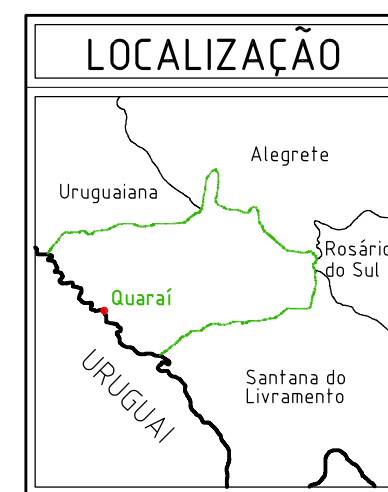 LOCALIZAÇÃO
Alegrete
Uruguaiana
Rosário
do Sul
Quaraí
URUGUAI
Santana do
Livramento